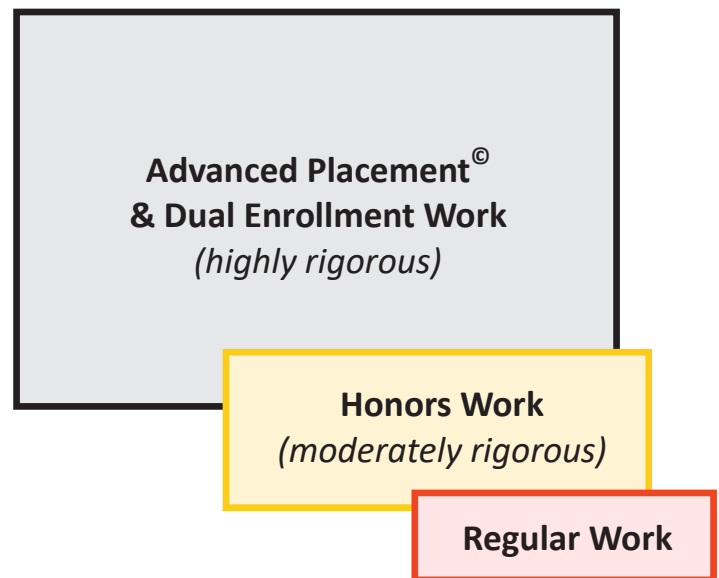 Advanced Placement©
& Dual Enrollment Work
(highly rigorous)
Honors Work
(moderately rigorous)
Regular Work